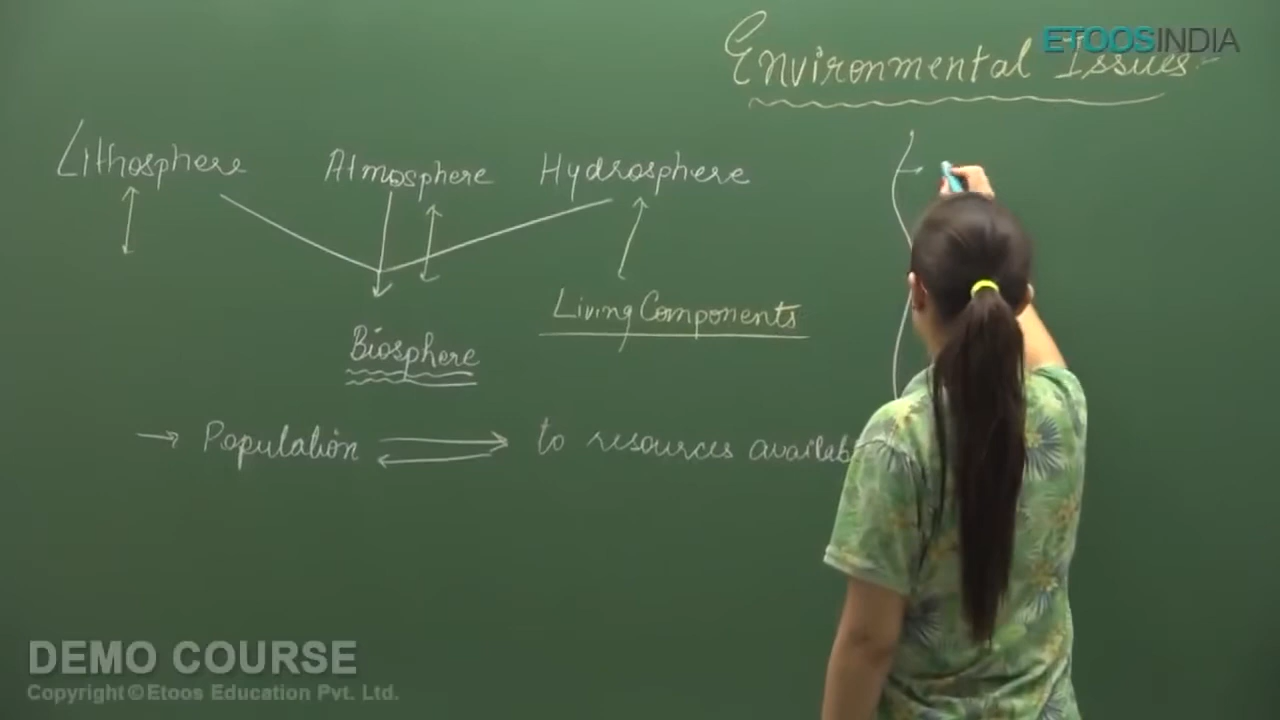 ETOOSINDIA
Environmental Issues
Lithosphere Atmosphere Hydrosphere
Living Components
Biosphere
→ Population ⇌ to resources
DEMO COURSE
Copyright © Etoos Education Pvt. Ltd.